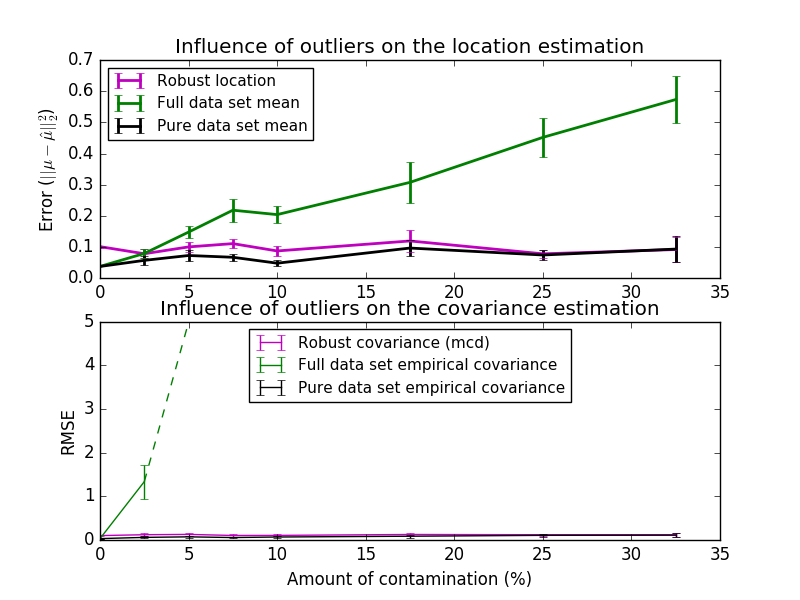 Influence of outliers on the location estimation
0.7
0.6
0.5
0.4
0.3
0.2
0.1
0.0
Error (||μ − μ̂||₂²)
Robust location
Full data set mean
Pure data set mean
0 5 10 15 20 25 30 35
Influence of outliers on the covariance estimation
5
4
3
2
1
0
RMSE
Robust covariance (mcd)
Full data set empirical covariance
Pure data set empirical covariance
0 5 10 15 20 25 30 35
Amount of contamination (%)